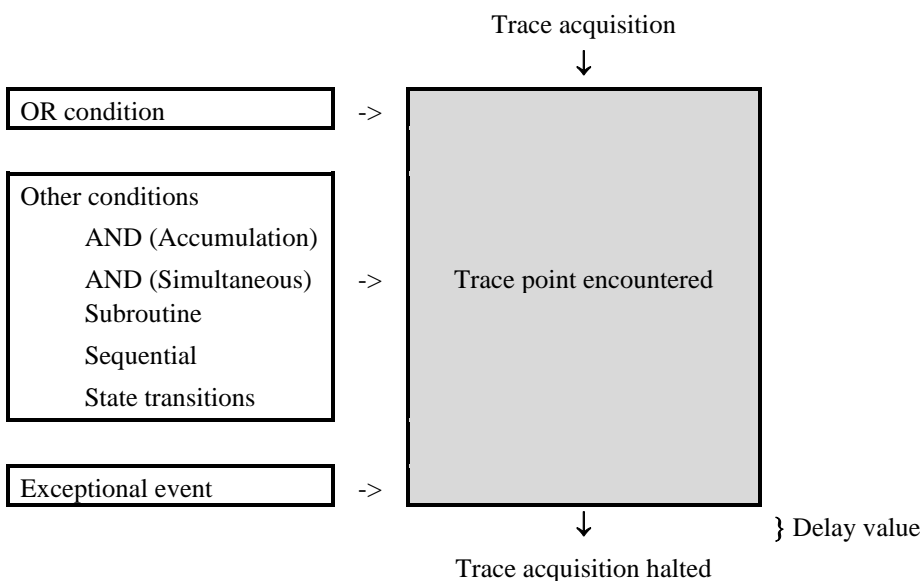 Trace acquisition
↓
OR condition ->
Other conditions
AND (Accumulation)
AND (Simultaneous) -> Trace point encountered
Subroutine
Sequential
State transitions
Exceptional event ->
↓ } Delay value
Trace acquisition halted